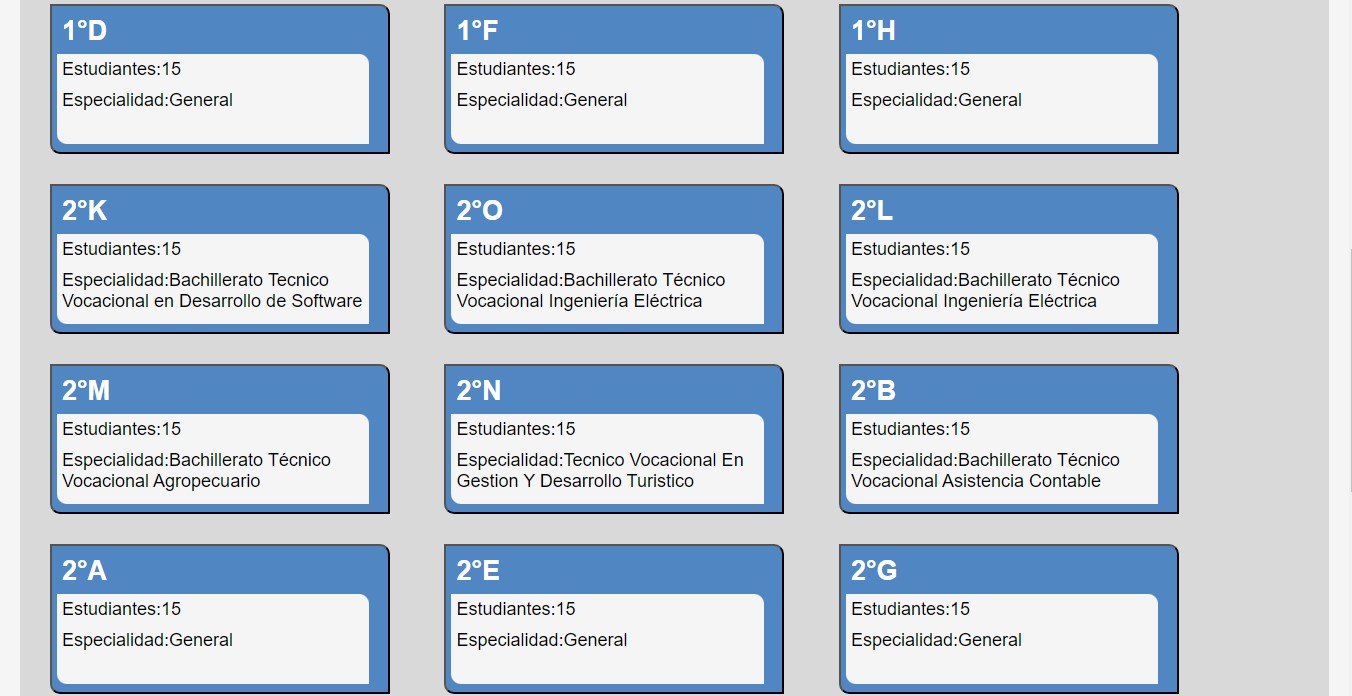 1°D
Estudiantes:15
Especialidad:General
1°F
Estudiantes:15
Especialidad:General
1°H
Estudiantes:15
Especialidad:General
2°K
Estudiantes:15
Especialidad:Bachillerato Tecnico
Vocacional en Desarrollo de Software
2°O
Estudiantes:15
Especialidad:Bachillerato Técnico
Vocacional Ingeniería Eléctrica
2°L
Estudiantes:15
Especialidad:Bachillerato Técnico
Vocacional Ingeniería Eléctrica
2°M
Estudiantes:15
Especialidad:Bachillerato Técnico
Vocacional Agropecuario
2°N
Estudiantes:15
Especialidad:Tecnico Vocacional En
Gestion Y Desarrollo Turistico
2°B
Estudiantes:15
Especialidad:Bachillerato Técnico
Vocacional Asistencia Contable
2°A
Estudiantes:15
Especialidad:General
2°E
Estudiantes:15
Especialidad:General
2°G
Estudiantes:15
Especialidad:General